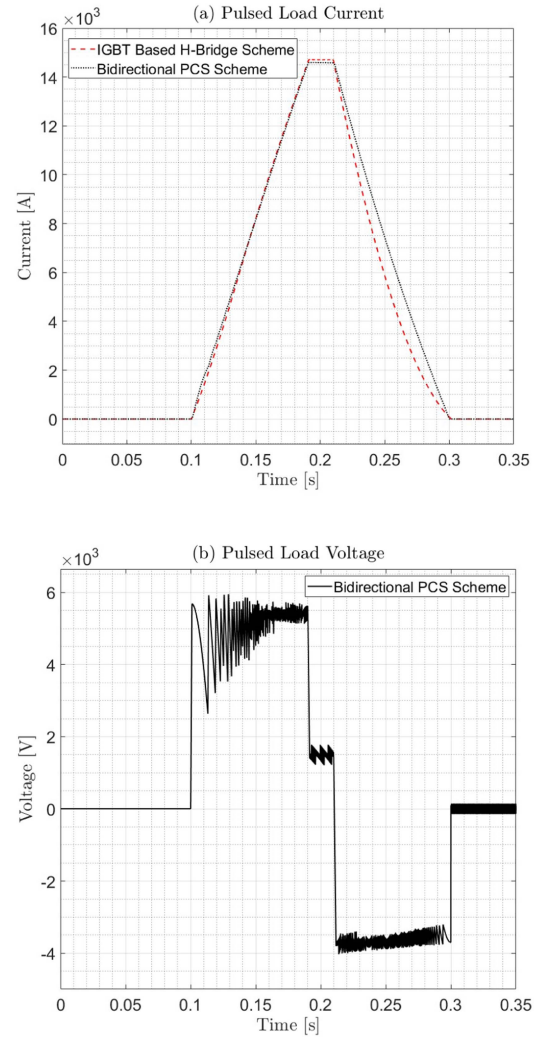 (a) Pulsed Load Current
×10³
16
14
12
10
8
6
4
2
0
Current [A]
IGBT Based H-Bridge Scheme
Bidirectional PCS Scheme
0 0.05 0.1 0.15 0.2 0.25 0.3 0.35
Time [s]
(b) Pulsed Load Voltage
×10³
6
4
2
0
-2
-4
Voltage [V]
Bidirectional PCS Scheme
0 0.05 0.1 0.15 0.2 0.25 0.3 0.35
Time [s]